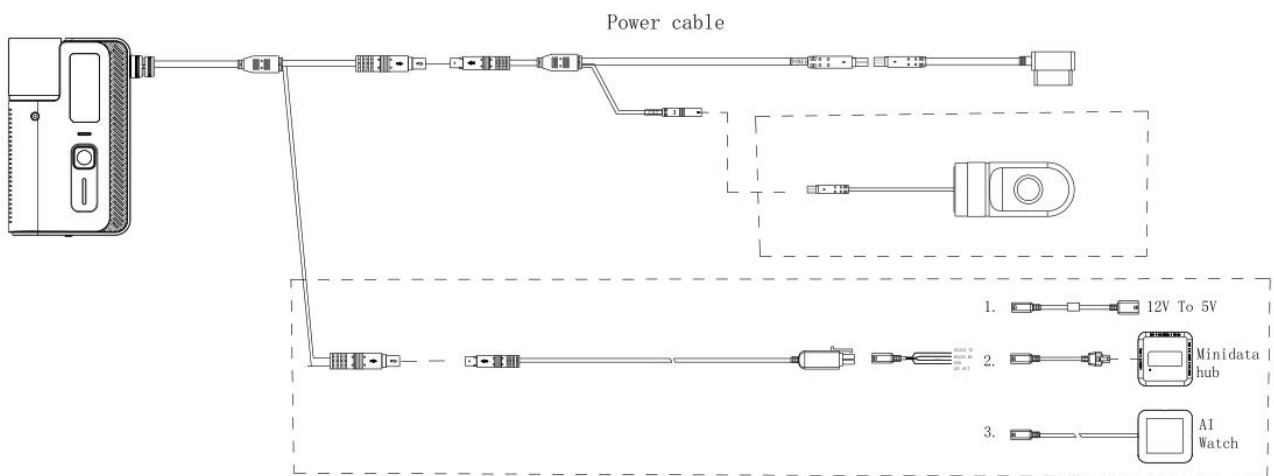 Power cable
1.
12V To 5V
2.
Minidata
hub
3.
AI
Watch